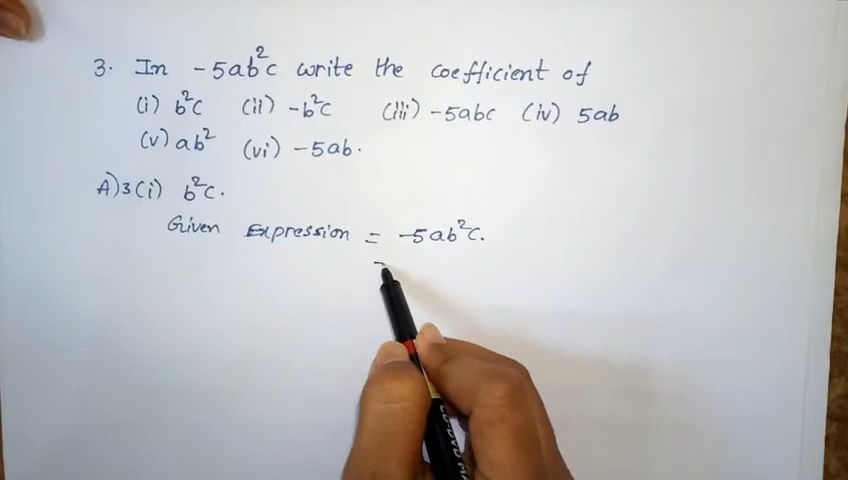 3. In -5ab²c write the coefficient of
(i) b²c (ii) -b²c (iii) -5abc (iv) 5ab
(v) ab² (vi) -5ab.
A)3(i) b²c.
Given Expression = -5ab²c.